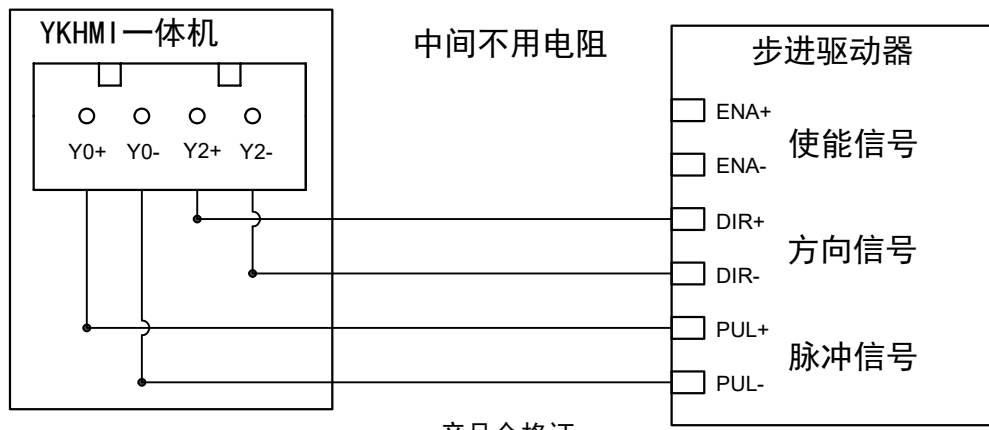 YKHMI一体机
中间不用电阻
步进驱动器
Y0+ Y0- Y2+ Y2-
ENA+
使能信号
ENA-
DIR+
方向信号
DIR-
PUL+
脉冲信号
PUL-